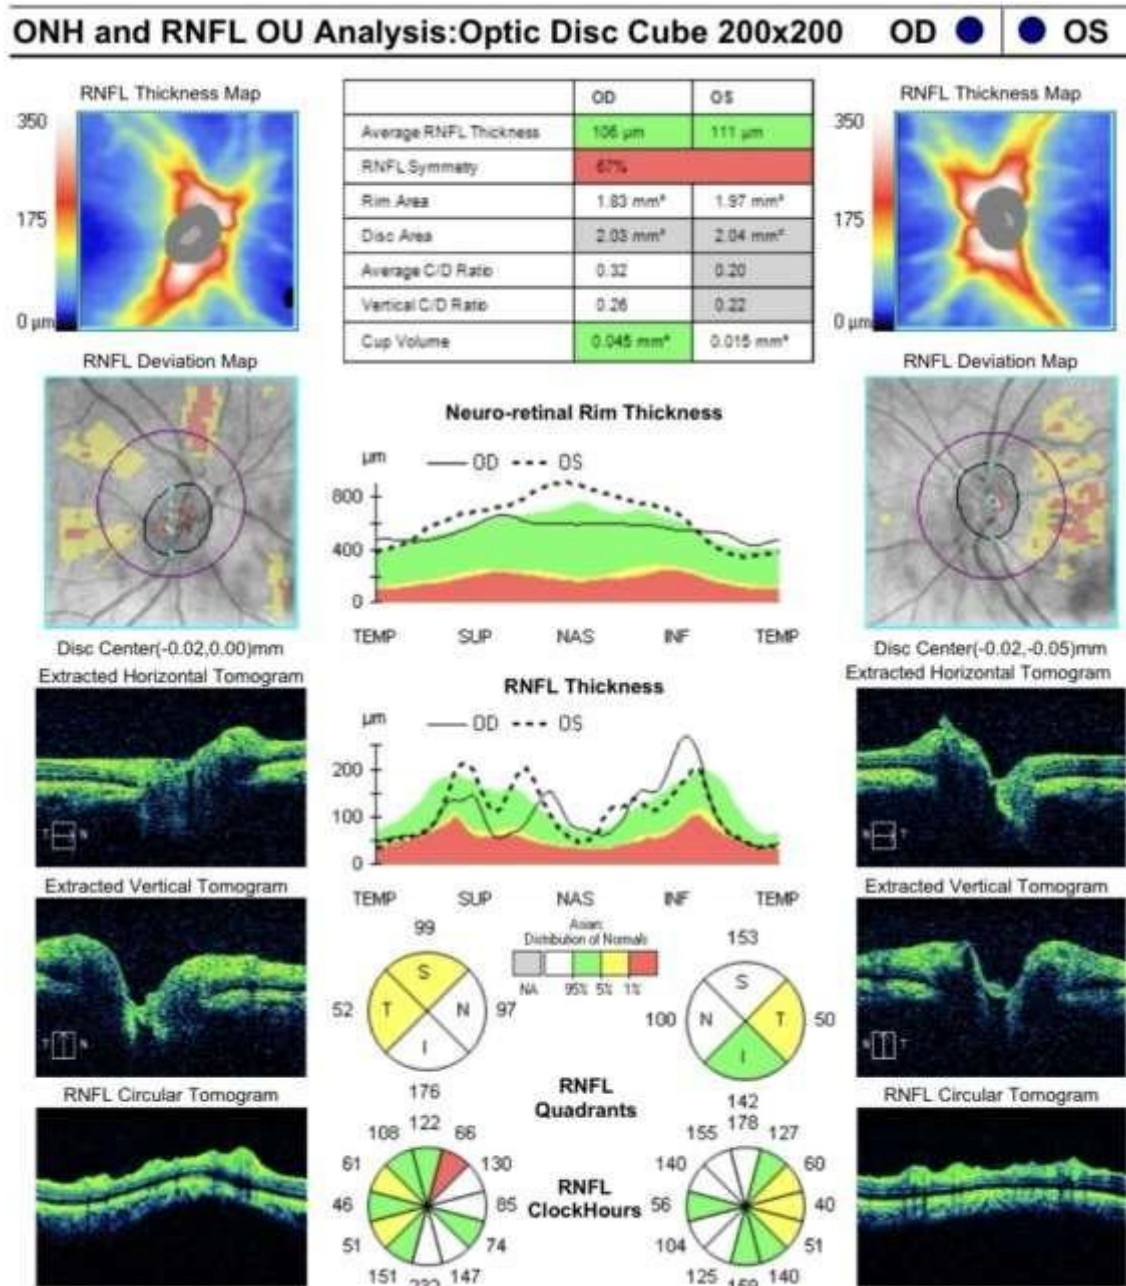 ONH and RNFL OU Analysis:Optic Disc Cube 200x200 OD OS
RNFL Thickness Map
350
175
0 µm
OD OS
Average RNFL Thickness 106 µm 111 µm
RNFL Symmetry 67%
Rim Area 1.83 mm² 1.97 mm²
Disc Area 2.03 mm² 2.04 mm²
Average C/D Ratio 0.32 0.20
Vertical C/D Ratio 0.26 0.22
Cup Volume 0.045 mm³ 0.015 mm³
RNFL Thickness Map
350
175
0 µm
RNFL Deviation Map
Disc Center(-0.02,0.00)mm
Neuro-retinal Rim Thickness
µm OD OS
800
400
0
TEMP SUP NAS INF TEMP
RNFL Deviation Map
Disc Center(-0.02,-0.05)mm
Extracted Horizontal Tomogram
T N
RNFL Thickness
µm OD OS
200
100
0
TEMP SUP NAS INF TEMP
Extracted Horizontal Tomogram
N T
Extracted Vertical Tomogram
T N
Asian:
Distribution of Normals
NA 95% 5% 1%
99
S
52 T N 97
I
176
153
S
100 N T 50
I
142
RNFL
Quadrants
Extracted Vertical Tomogram
N T
RNFL Circular Tomogram
122
108 66
61 130
46 85
51 74
151 147
232
RNFL
ClockHours
178
155 127
140 60
56 40
104 51
125 140
159
RNFL Circular Tomogram